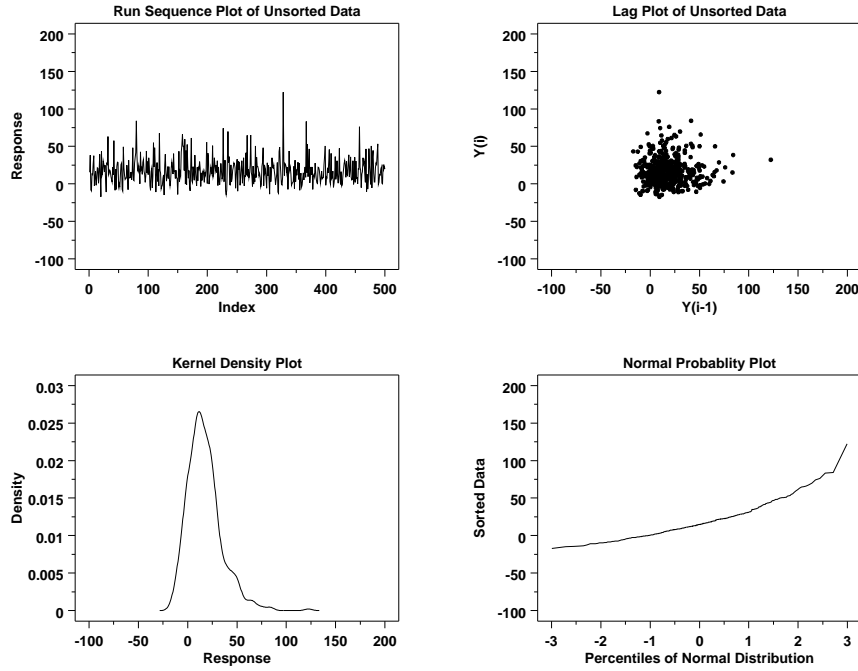 Run Sequence Plot of Unsorted Data
200
150
100
50
0
-50
-100
Response
0 100 200 300 400 500
Index
Lag Plot of Unsorted Data
200
150
100
50
0
-50
-100
Y(i)
-100 -50 0 50 100 150 200
Y(i-1)
Kernel Density Plot
0.03
0.025
0.02
0.015
0.01
0.005
0
Density
-100 -50 0 50 100 150 200
Response
Normal Probablity Plot
200
150
100
50
0
-50
-100
Sorted Data
-3 -2 -1 0 1 2 3
Percentiles of Normal Distribution